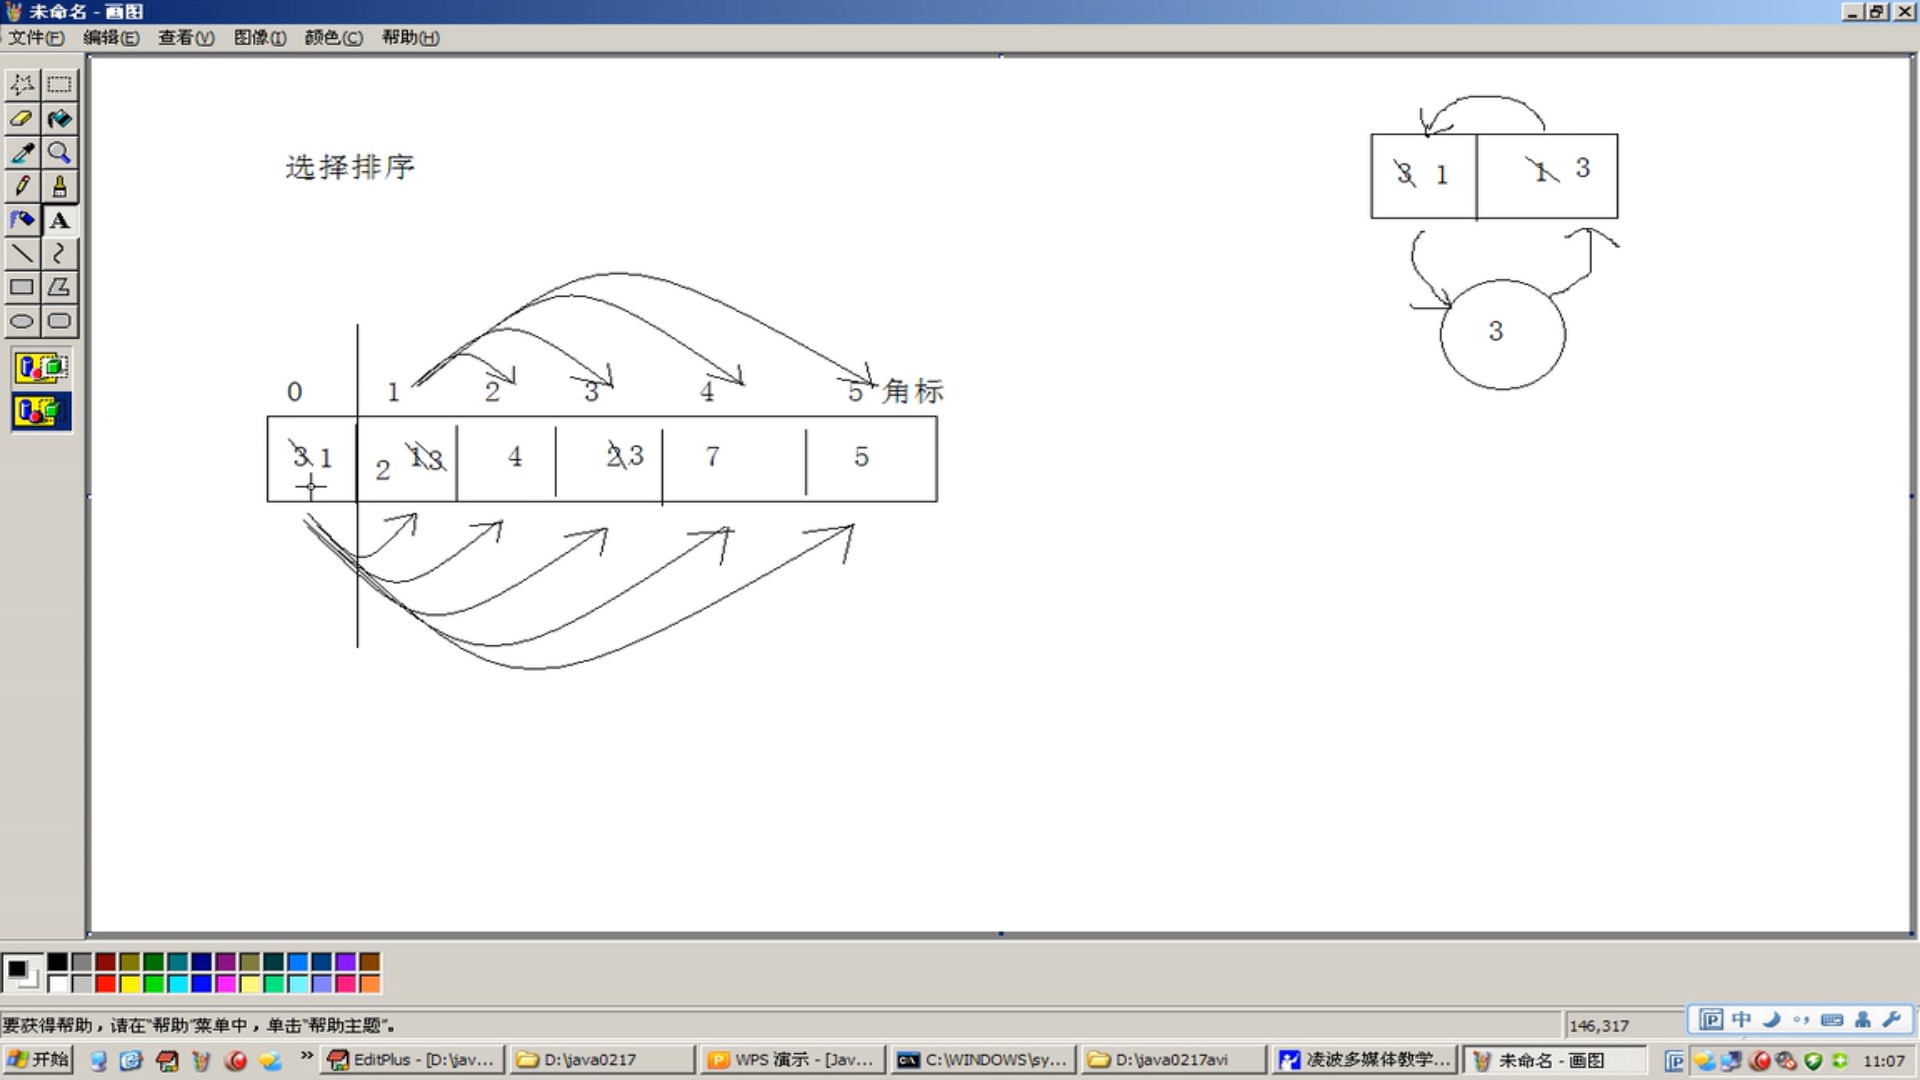 未命名 - 画图
文件(F) 编辑(E) 查看(V) 图像(I) 颜色(C) 帮助(H)
选择排序
3 1 1 3
3
0 1 2 3 4 5 角标
3 1 2 1 3 4 2 3 7 5
要获得帮助，请在“帮助”菜单中，单击“帮助主题”。
146,317
中
开始 EditPlus - [D:\jav... D:\java0217 WPS 演示 - [Jav... C:\WINDOWS\sy... D:\java0217avi 凌波多媒体教学... 未命名 - 画图 11:07